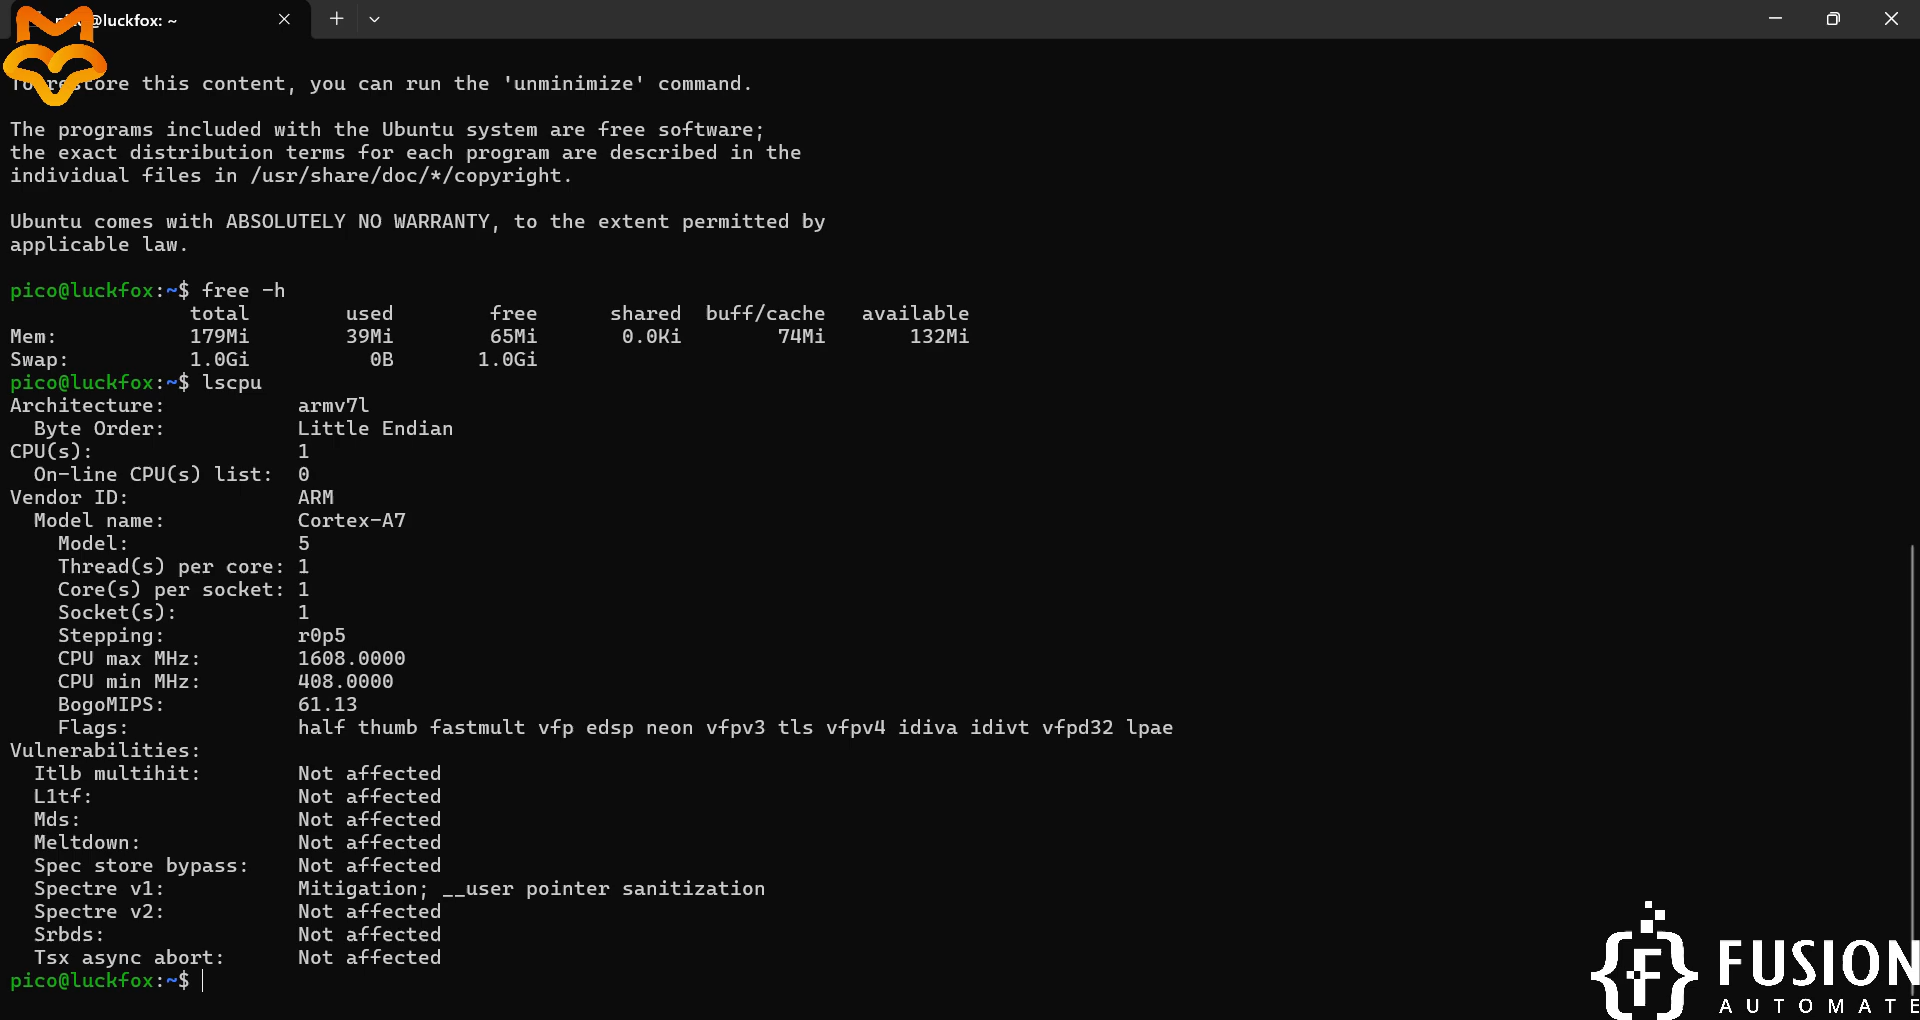 @luckfox: ~
To restore this content, you can run the 'unminimize' command.
The programs included with the Ubuntu system are free software;
the exact distribution terms for each program are described in the
individual files in /usr/share/doc/*/copyright.
Ubuntu comes with ABSOLUTELY NO WARRANTY, to the extent permitted by
applicable law.
pico@luckfox:~$ free -h
total used free shared buff/cache available
Mem: 179Mi 39Mi 65Mi 0.0Ki 74Mi 132Mi
Swap: 1.0Gi 0B 1.0Gi
pico@luckfox:~$ lscpu
Architecture: armv7l
Byte Order: Little Endian
CPU(s): 1
On-line CPU(s) list: 0
Vendor ID: ARM
Model name: Cortex-A7
Model: 5
Thread(s) per core: 1
Core(s) per socket: 1
Socket(s): 1
Stepping: r0p5
CPU max MHz: 1608.0000
CPU min MHz: 408.0000
BogoMIPS: 61.13
Flags: half thumb fastmult vfp edsp neon vfpv3 tls vfpv4 idiva idivt vfpd32 lpae
Vulnerabilities:
Itlb multihit: Not affected
L1tf: Not affected
Mds: Not affected
Meltdown: Not affected
Spec store bypass: Not affected
Spectre v1: Mitigation; __user pointer sanitization
Spectre v2: Not affected
Srbds: Not affected
Tsx async abort: Not affected
pico@luckfox:~$
{F} FUSION
AUTOMATE